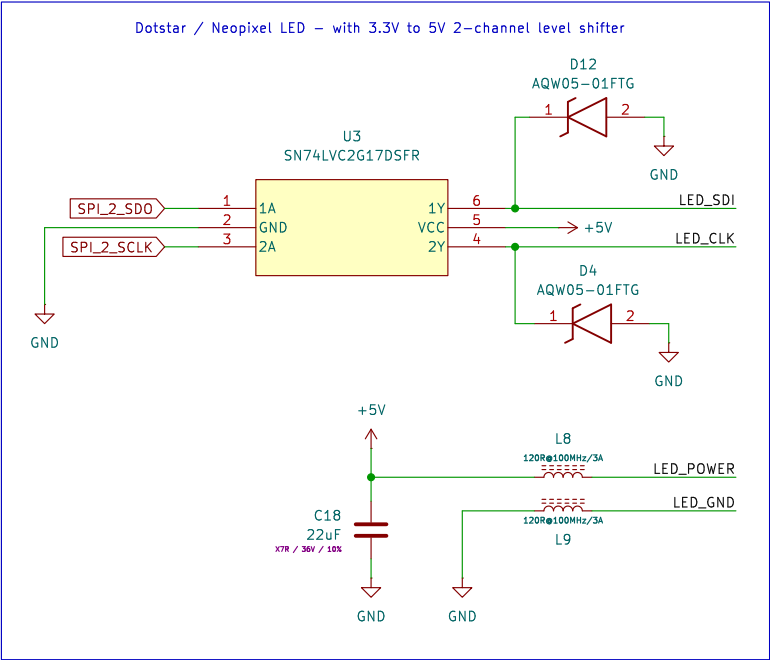 Dotstar / Neopixel LED - with 3.3V to 5V 2-channel level shifter
D12
AQW05-01FTG
1 2
GND
U3
SN74LVC2G17DSFR
SPI_2_SDO 1 1A 1Y 6 LED_SDI
2 GND VCC 5 +5V
SPI_2_SCLK 3 2A 2Y 4 LED_CLK
GND
D4
AQW05-01FTG
1 2
GND
+5V
L8
120R@100MHz/3A
LED_POWER
LED_GND
120R@100MHz/3A
L9
C18
22uF
X7R / 36V / 10%
GND GND